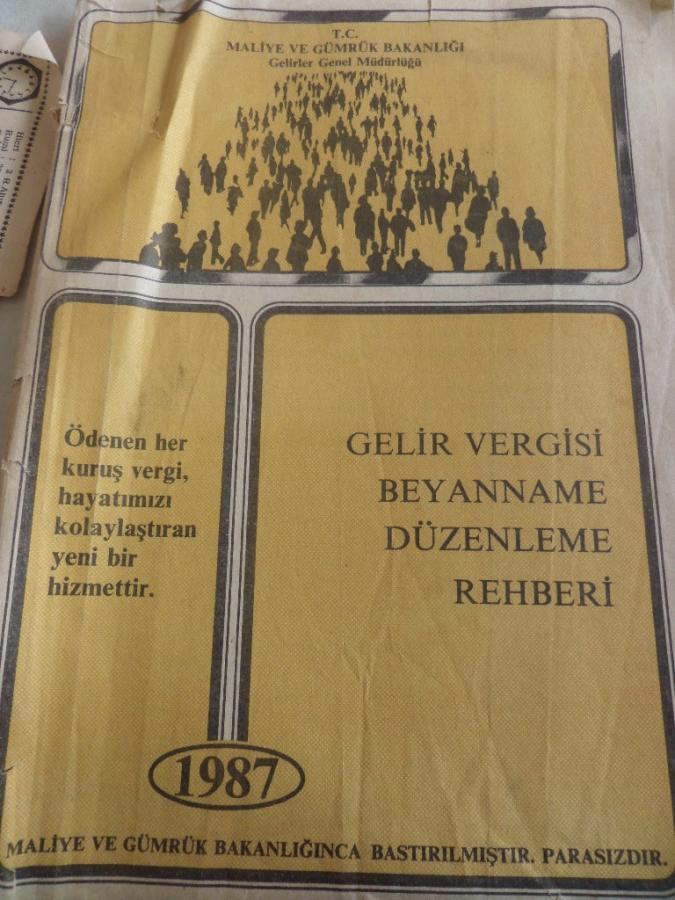 T.C.
MALİYE VE GÜMRÜK BAKANLIĞI
Gelirler Genel Müdürlüğü
Ödenen her
kuruş vergi,
hayatımızı
kolaylaştıran
yeni bir
hizmettir.
GELİR VERGİSİ
BEYANNAME
DÜZENLEME
REHBERİ
1987
MALİYE VE GÜMRÜK BAKANLIĞINCA BASTIRILMIŞTIR. PARASIZDIR.